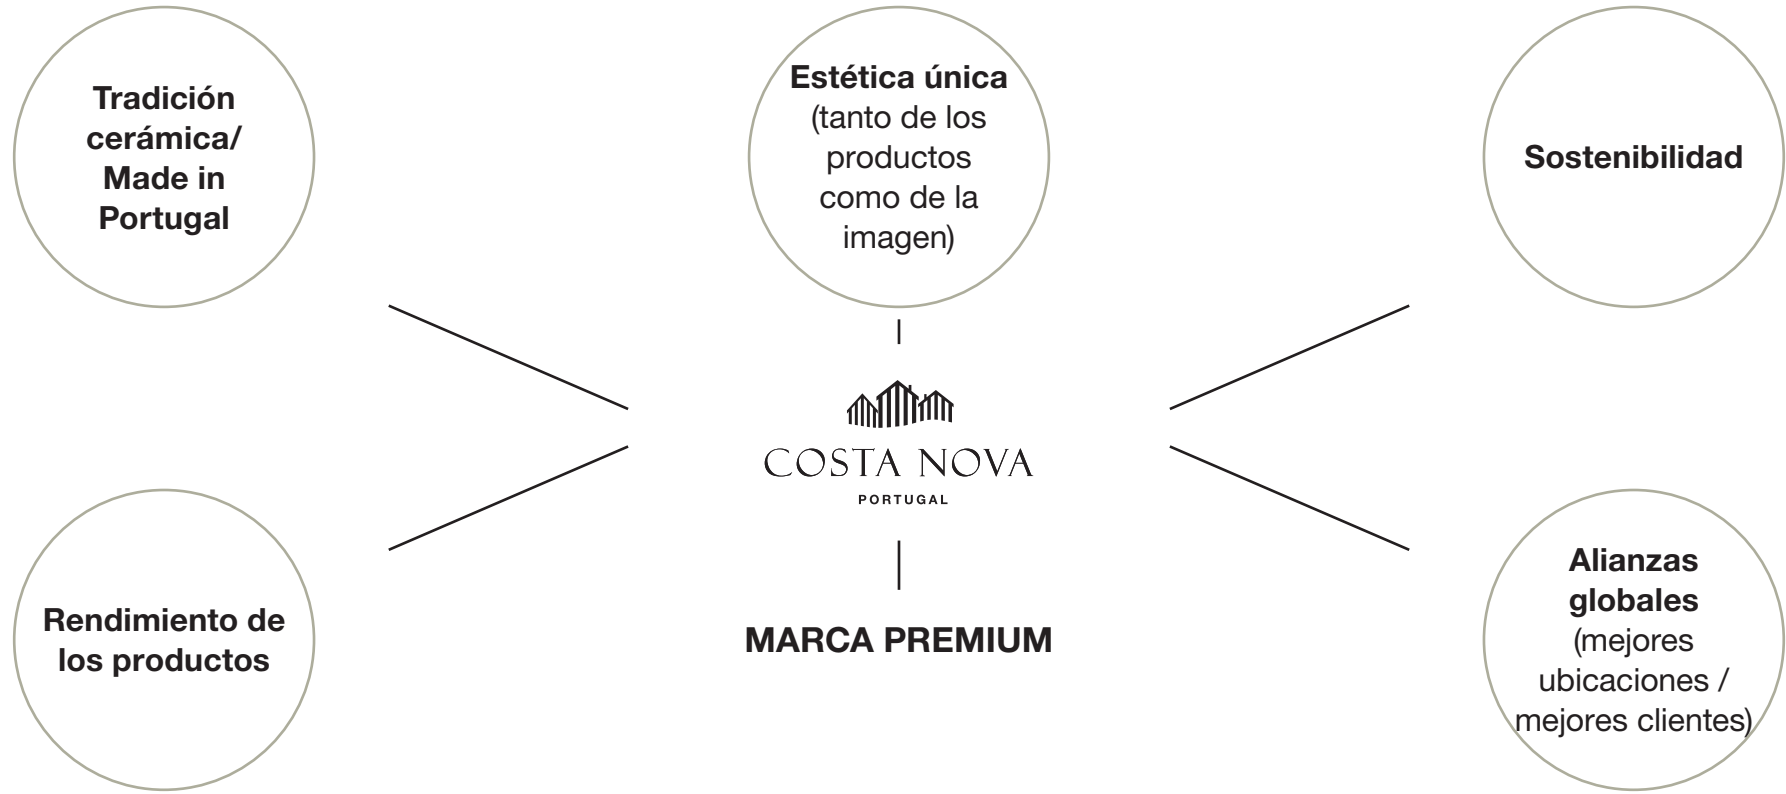 Tradición
cerámica/
Made in
Portugal
Estética única
(tanto de los
productos
como de la
imagen)
Sostenibilidad
COSTA NOVA
PORTUGAL
Rendimiento de
los productos
MARCA PREMIUM
Alianzas
globales
(mejores
ubicaciones /
mejores clientes)